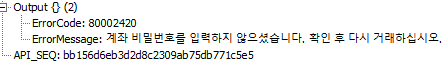 Output {} (2)
ErrorCode: 80002420
ErrorMessage: 계좌 비밀번호를 입력하지 않으셨습니다. 확인 후 다시 거래하십시오.
API_SEQ: bb156d6eb3d2d8c2309ab75db771c5e5